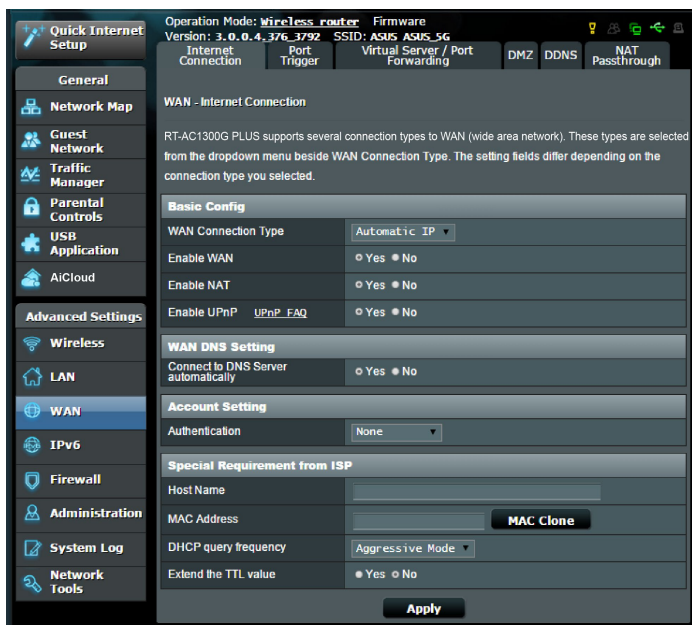 Quick Internet
Setup
General
Network Map
Guest
Network
Traffic
Manager
Parental
Controls
USB
Application
AiCloud
Advanced Settings
Wireless
LAN
WAN
IPv6
Firewall
Administration
System Log
Network
Tools
Operation Mode: Wireless router Firmware
Version: 3.0.0.4.376_3792 SSID: ASUS ASUS_5G
Internet
Connection
Port
Trigger
Virtual Server / Port
Forwarding
DMZ
DDNS
NAT
Passthrough
WAN - Internet Connection
RT-AC1300G PLUS supports several connection types to WAN (wide area network). These types are selected
from the dropdown menu beside WAN Connection Type. The setting fields differ depending on the
connection type you selected.
Basic Config
WAN Connection Type Automatic IP
Enable WAN Yes No
Enable NAT Yes No
Enable UPnP UPnP FAQ Yes No
WAN DNS Setting
Connect to DNS Server
automatically
Yes No
Account Setting
Authentication None
Special Requirement from ISP
Host Name
MAC Address MAC Clone
DHCP query frequency Aggressive Mode
Extend the TTL value Yes No
Apply